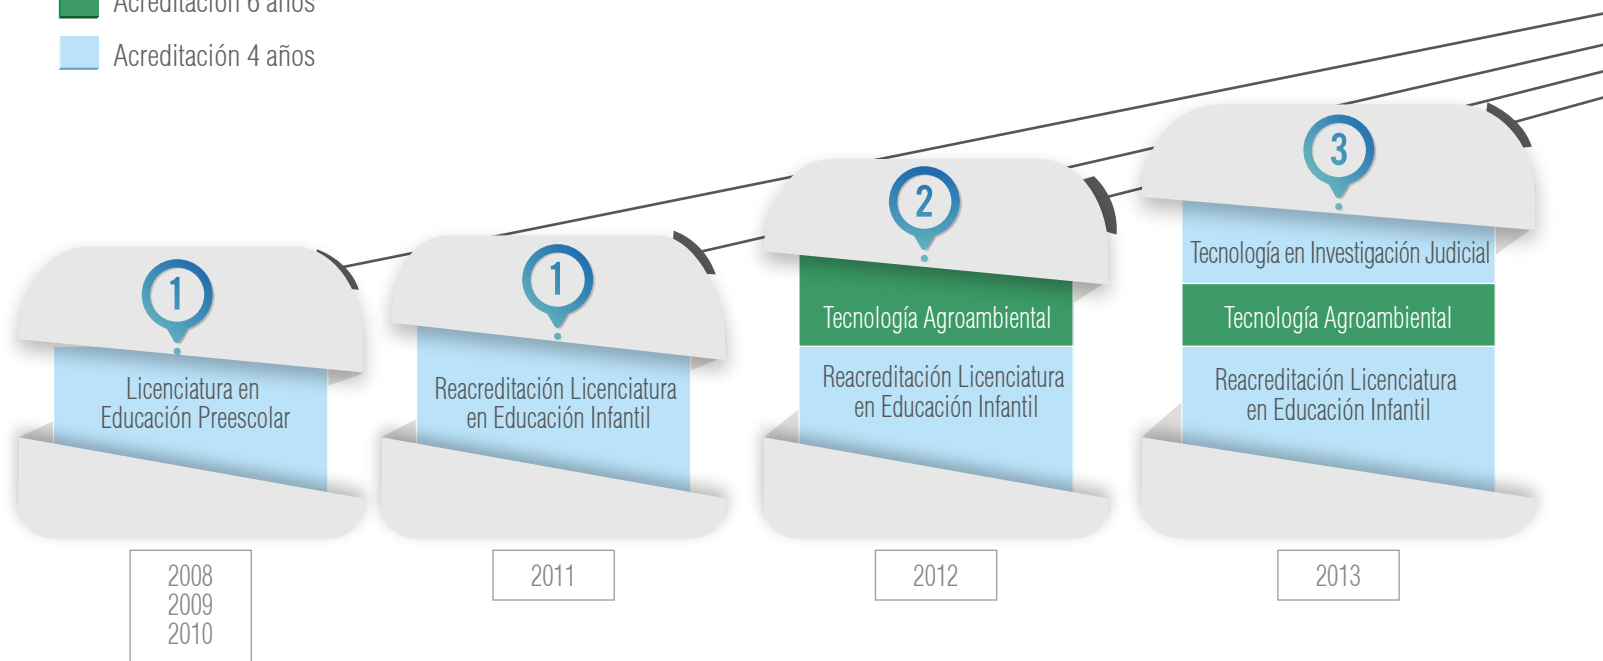 Acreditación 6 años
Acreditación 4 años
1
Licenciatura en
Educación Preescolar
2008
2009
2010
1
Reacreditación Licenciatura
en Educación Infantil
2011
2
Tecnología Agroambiental
Reacreditación Licenciatura
en Educación Infantil
2012
3
Tecnología en Investigación Judicial
Tecnología Agroambiental
Reacreditación Licenciatura
en Educación Infantil
2013